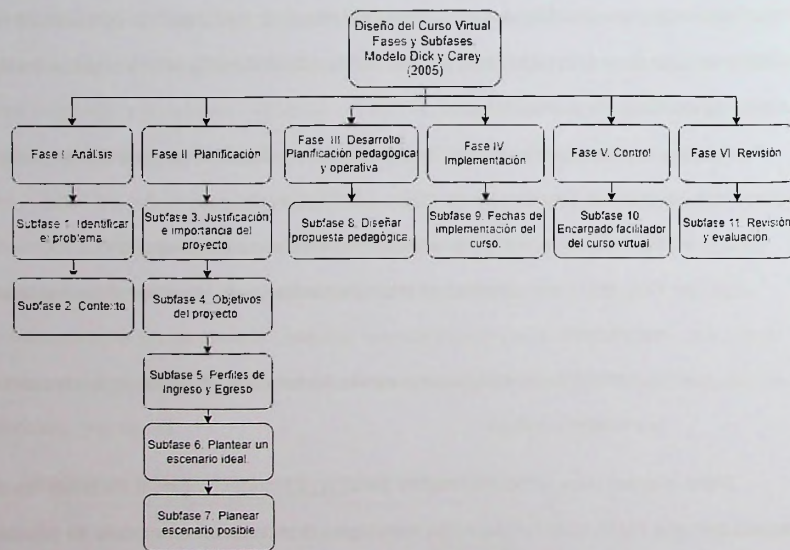 Diseño del Curso Virtual
Fases y Subfases
Modelo Dick y Carey
(2005)
Fase I. Análisis
Fase II. Planificación
Fase III. Desarrollo
Planificación pedagógica
y operativa
Fase IV
Implementación
Fase V. Control
Fase VI. Revisión
Subfase 1. Identificar
el problema.
Subfase 2. Contexto
Subfase 3. Justificación
e importancia del
proyecto.
Subfase 4. Objetivos
del proyecto
Subfase 5. Perfiles de
Ingreso y Egreso
Subfase 6. Plantear un
escenario ideal.
Subfase 7. Planear
escenario posible
Subfase 8. Diseñar
propuesta pedagógica.
Subfase 9. Fechas de
implementación del
curso.
Subfase 10.
Encargado facilitador
del curso virtual.
Subfase 11. Revisión
y evaluación.